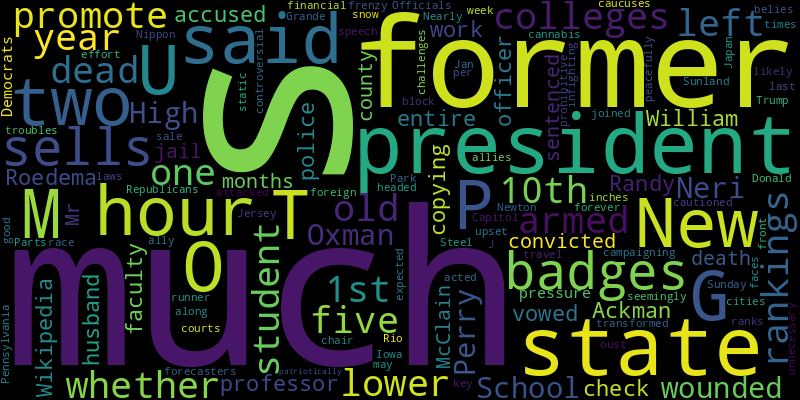 promote
accused
financial frenzy Officials
caucuses
Grande
snow
Nearly
week
colleges
left
belies
times
Democrats
year
U
said
Nippon
speech
former
work
cannabis
effort
controversial
static
S
county
challenges
Jan
per
officer
sentenced
prohibitive
infighting
peacefully
Japan
likely
last
dead
two
High
police
block
entire
joined
William
Trump
Sunland
troubles
sells
sale
jail
president
Roedema
laws
one
months
copying
allies
Donald
Park
headed
10th
inches
Randy
Neri
cautioned
Republicans
attacked
foreign
M
Mr
hour
T
Jersey
old
Oxman
P
Newton
forever
Capitol
armed
New
rankings
front
good
Parts
race
ally
O
student
Steel
upset
J
convicted
campaigning
travel
death
faces
much
faculty
1st
expected
acted
badges
pressure
seemingly
G
Sunday
cities
Pennsylvania
Wikipedia
husband
runner
along
courts
five
chair
Rio
Iowa
may
McClain
Perry
vowed
Ackman
transformed
ranks
oust
state
unnecessary
whether
forecasters
professor
patriotically
lower
key
School
check
wounded